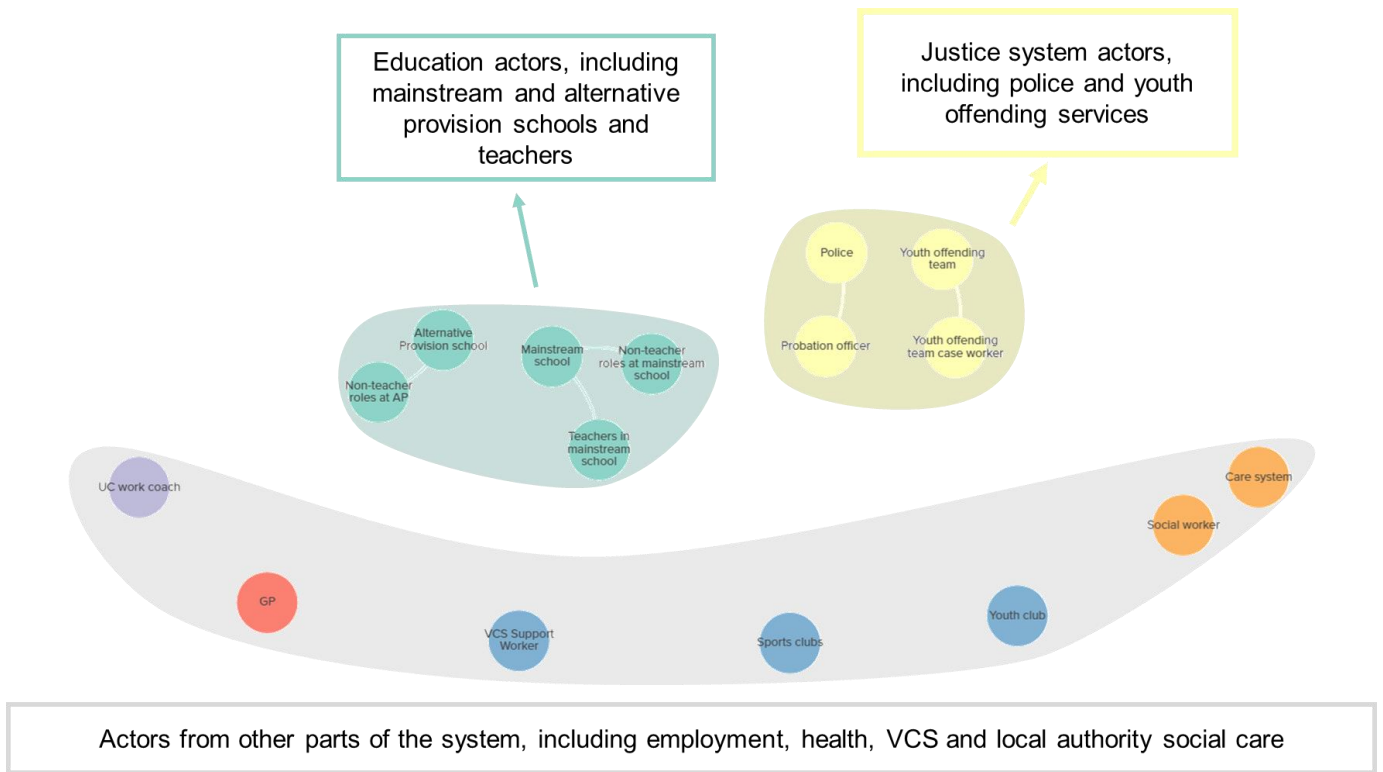 Education actors, including
mainstream and alternative
provision schools and
teachers
Justice system actors,
including police and youth
offending services
Police
Youth offending
team
Probation officer
Youth offending
team case worker
Alternative
Provision school
Non-teacher
roles at AP
Mainstream
school
Non-teacher
roles at mainstream
school
Teachers in
mainstream
school
UC work coach
GP
VCS Support
Worker
Sports clubs
Youth club
Social worker
Care system
Actors from other parts of the system, including employment, health, VCS and local authority social care